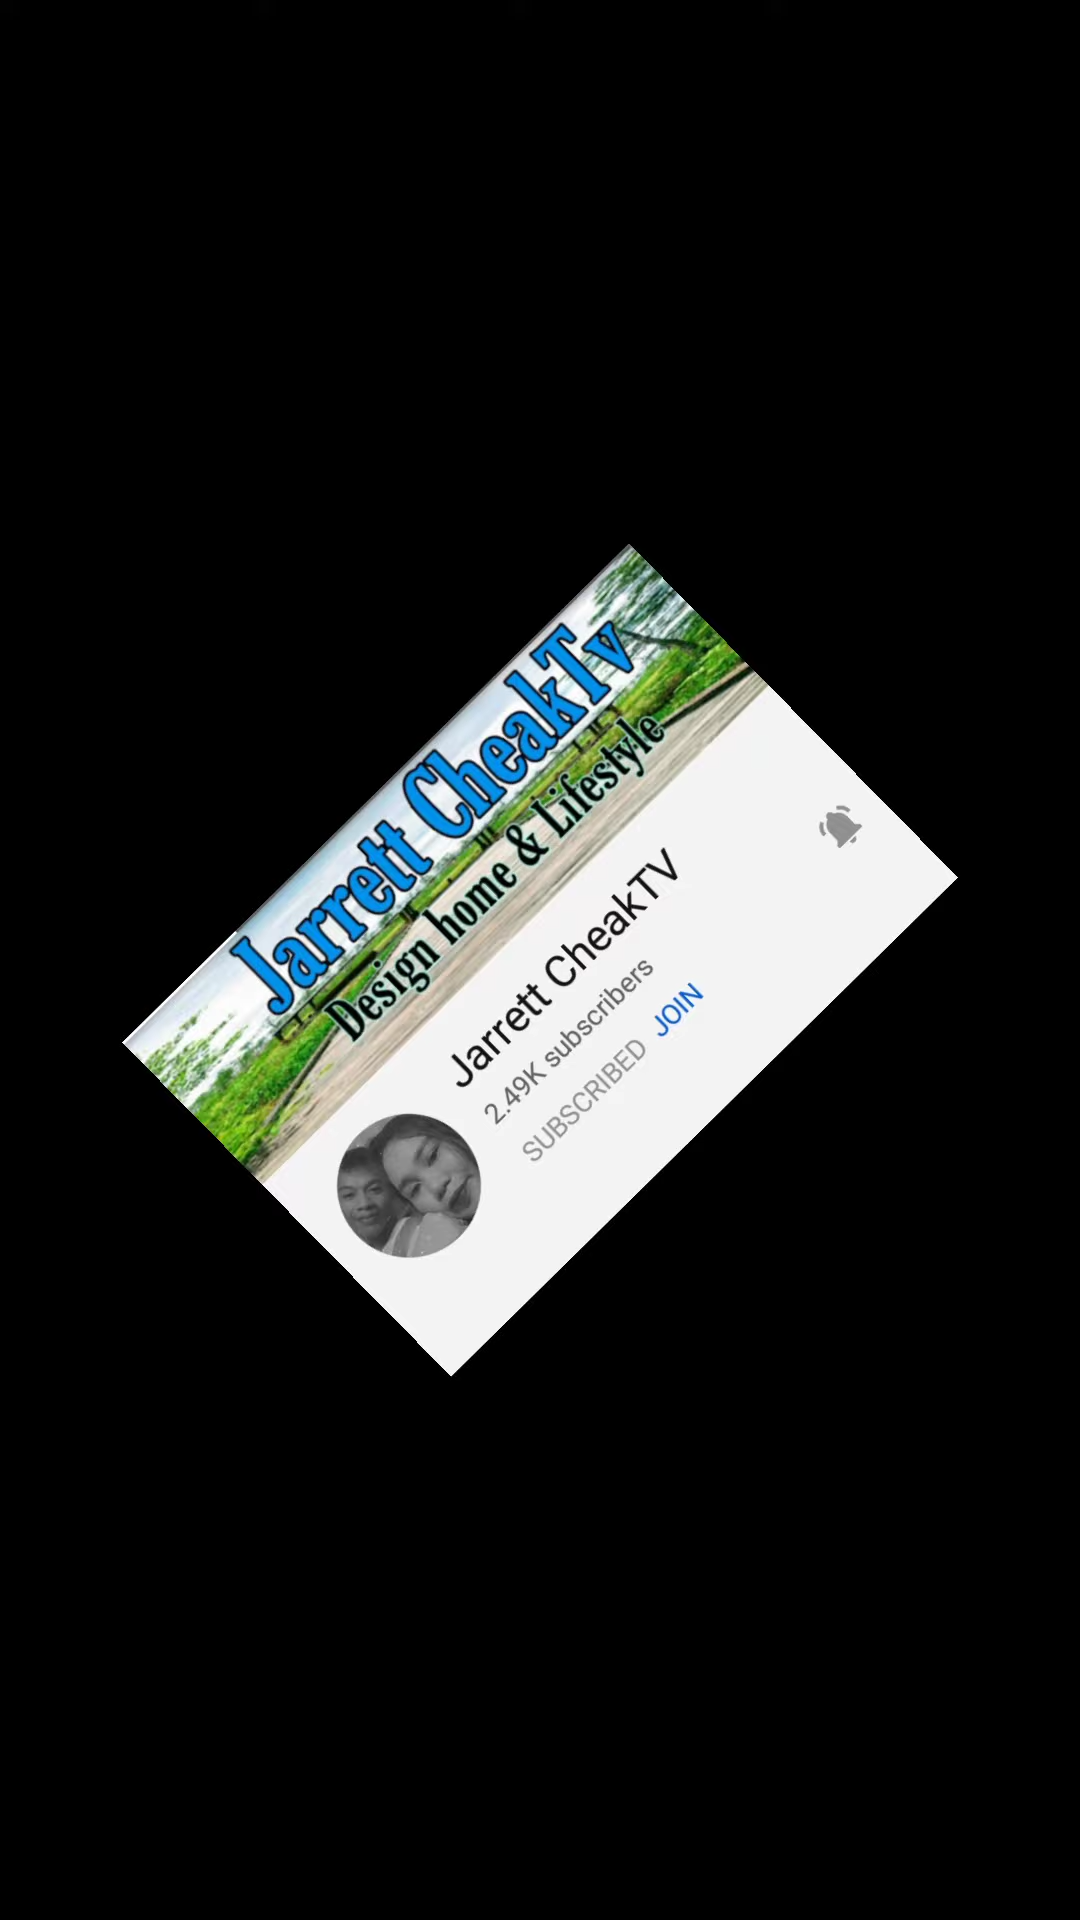 Jarrett CheakTv
Design home & Lifestyle
Jarrett CheakTV
2.49K subscribers
SUBSCRIBED JOIN